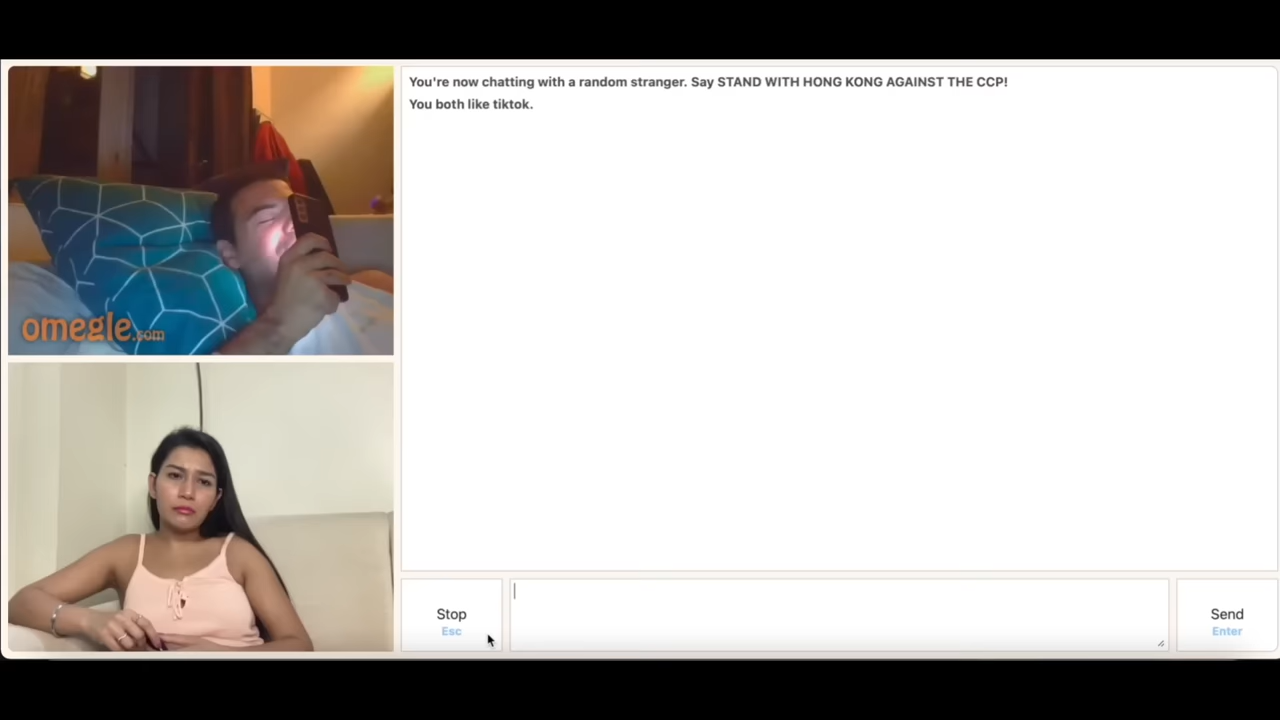 You're now chatting with a random stranger. Say STAND WITH HONG KONG AGAINST THE CCP!
You both like tiktok.
omegle.com
Stop
Esc
Send
Enter